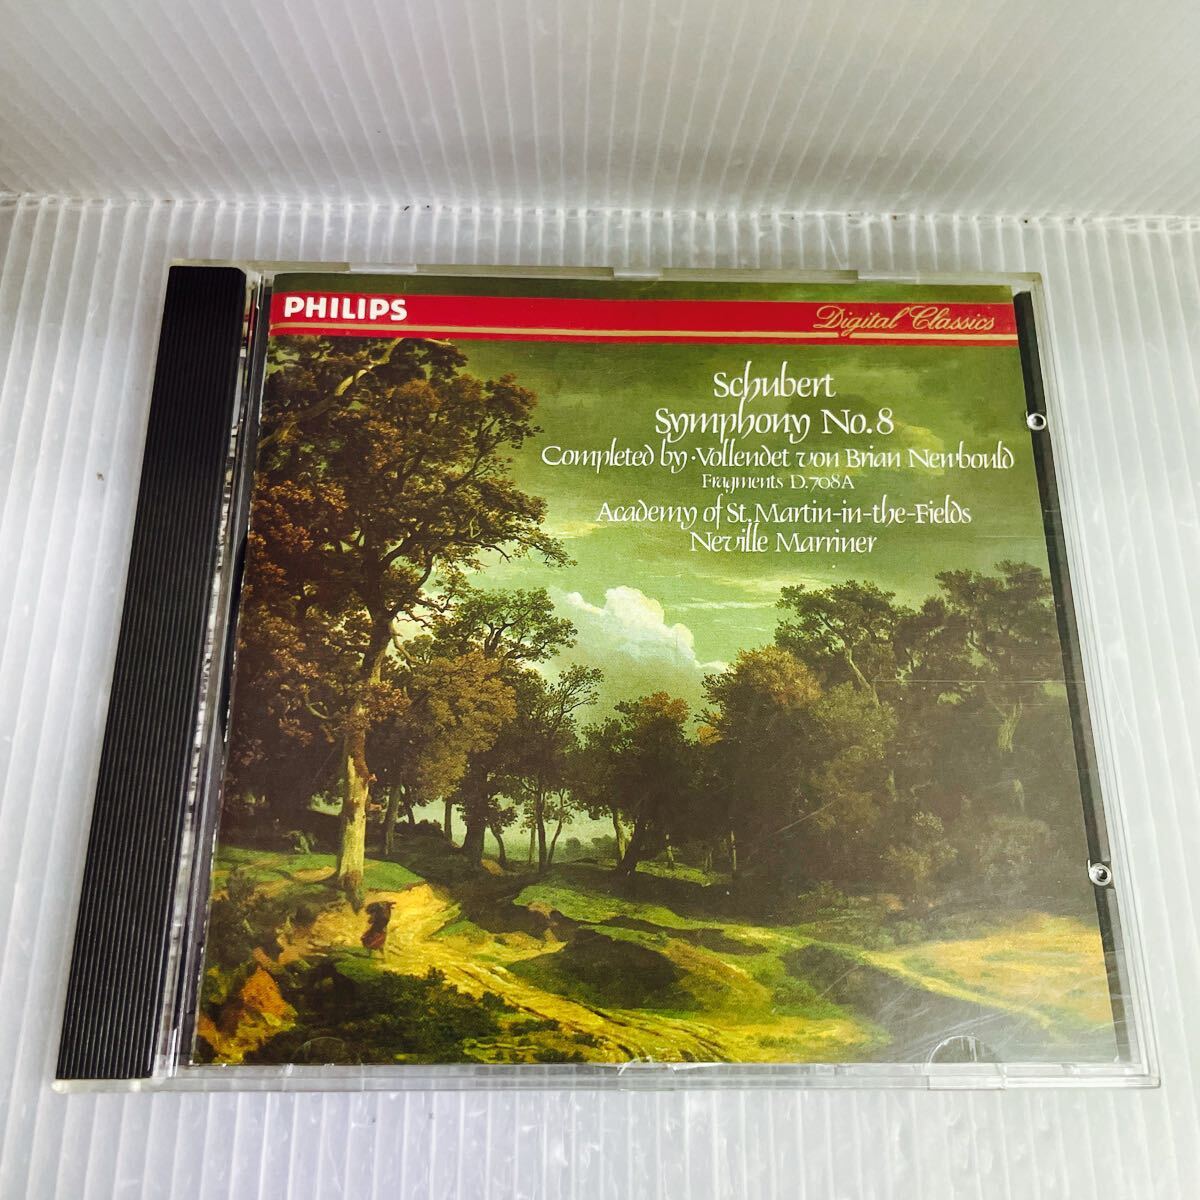 PHILIPS
Digital Classics
Schubert
Symphony No.8
Completed by·Vollendet von Brian Newbould
Fragments D.708A
Academy of St. Martin-in-the-Fields
Neville Marriner